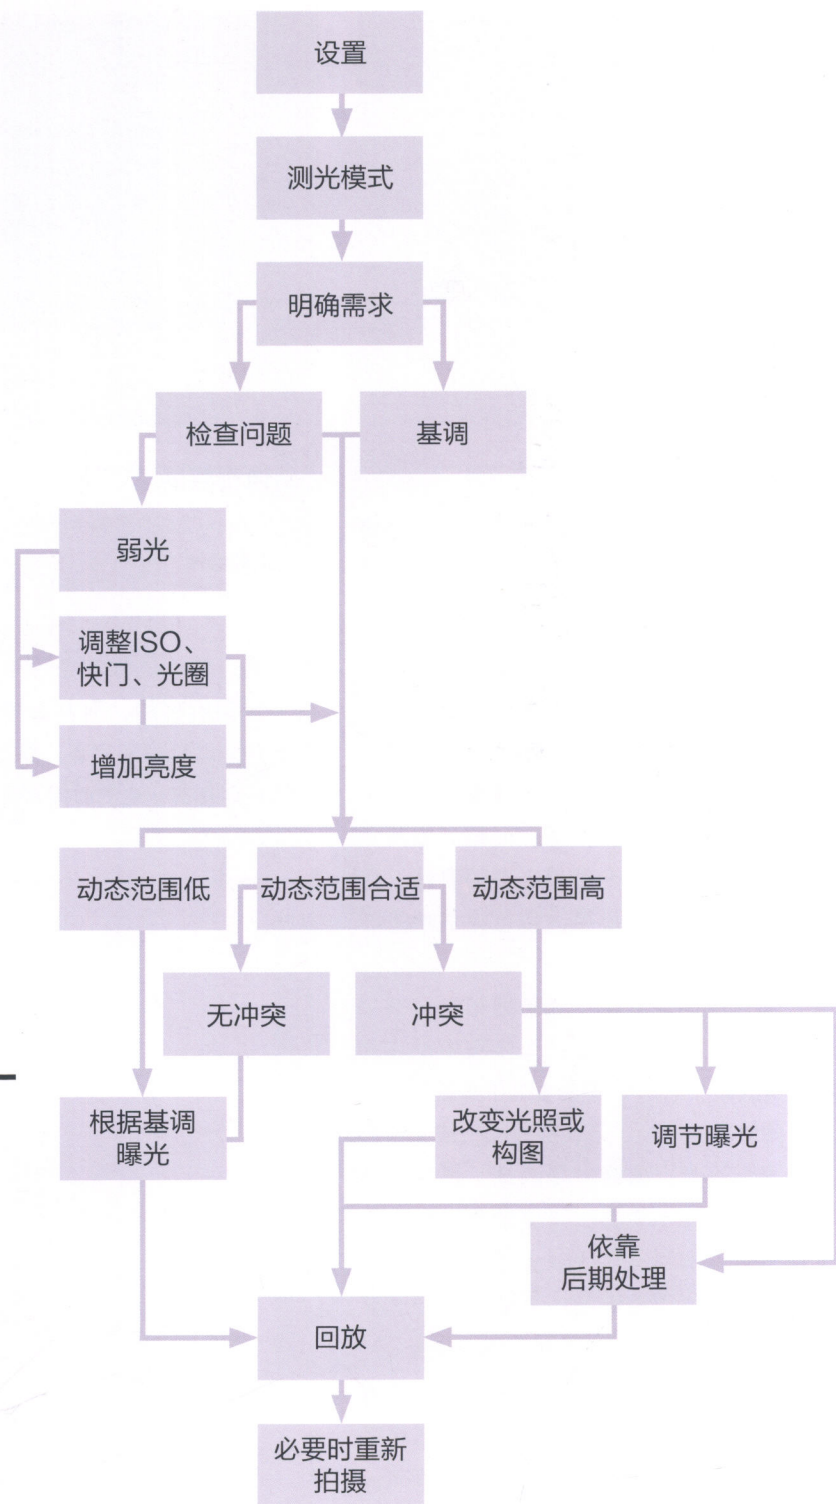 设置
测光模式
明确需求
检查问题
基调
弱光
调整ISO、
快门、光圈
增加亮度
动态范围低
动态范围合适
动态范围高
无冲突
冲突
根据基调
曝光
改变光照或
构图
调节曝光
依靠
后期处理
回放
必要时重新
拍摄